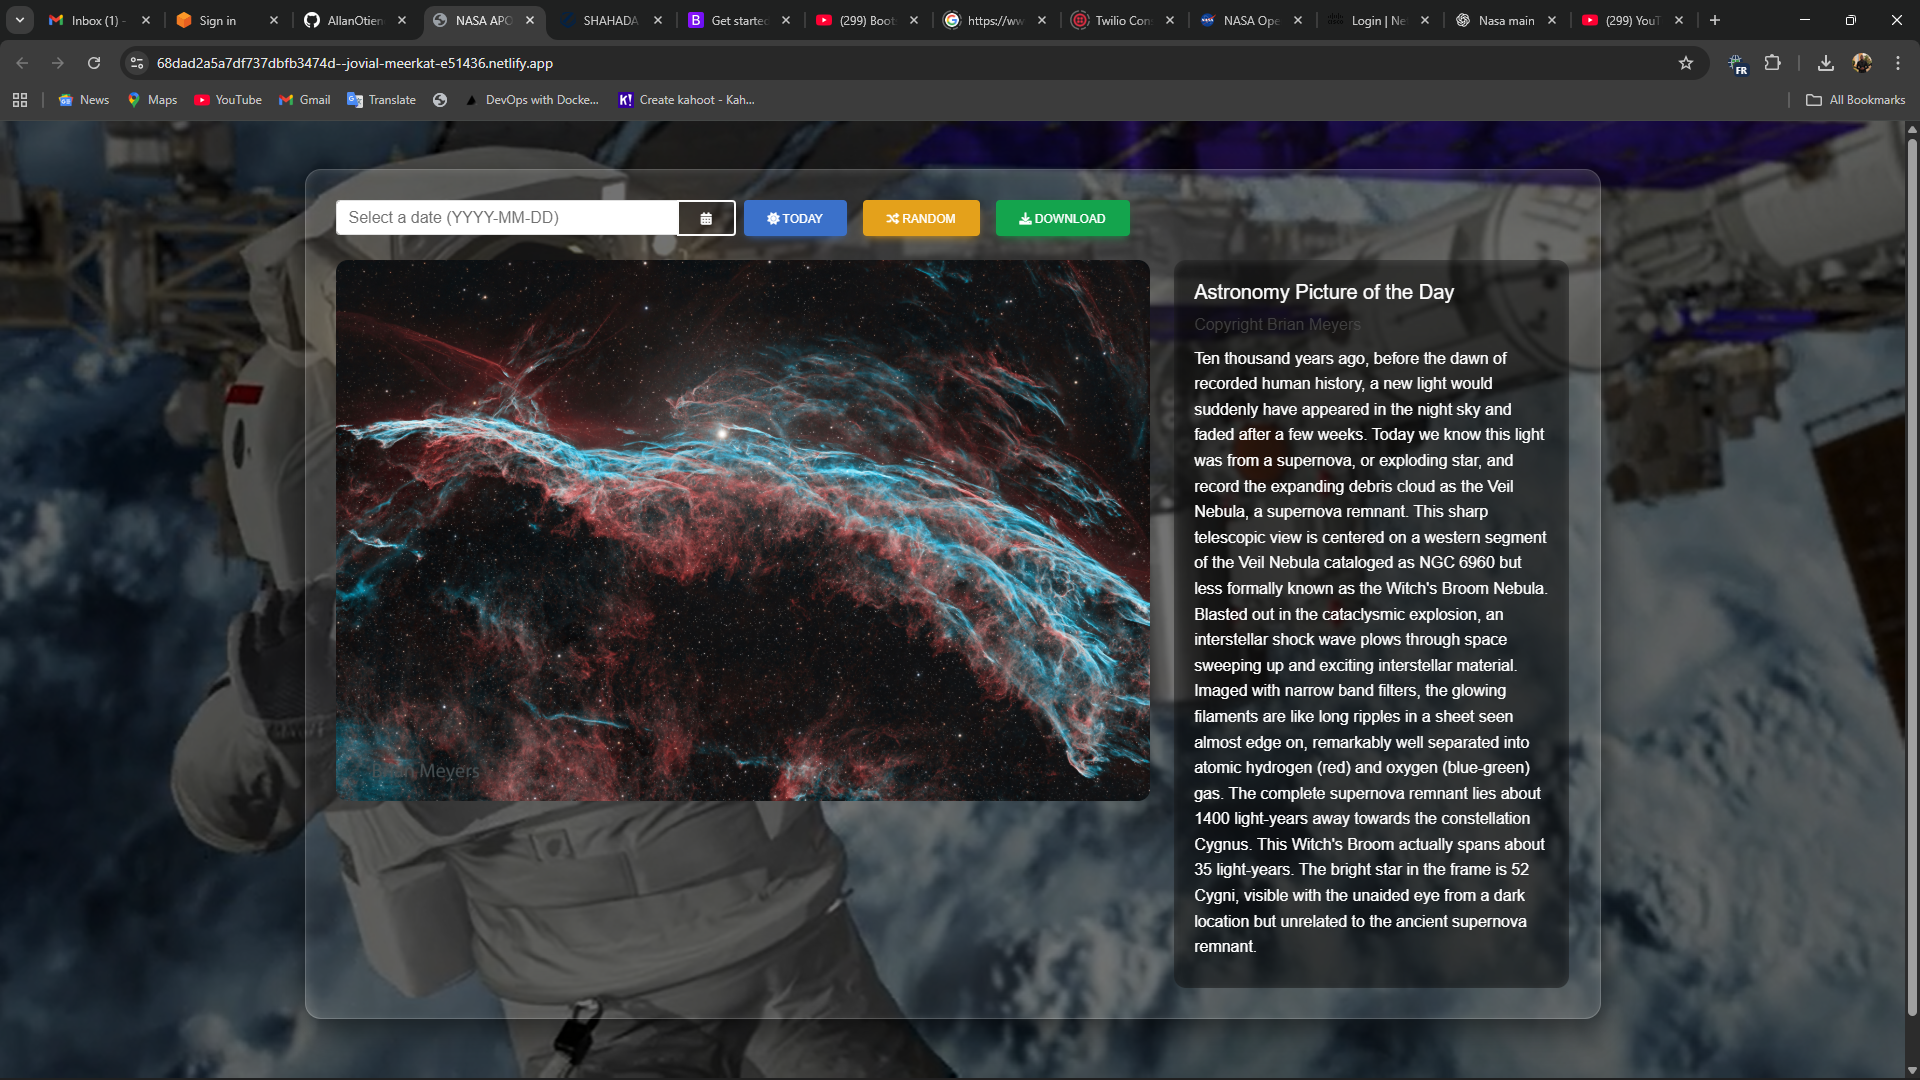 Inbox (1) -
Sign in
AllanOtien
NASA APO
SHAHADA
Get started
(299) Boots
https://ww
Twilio Con
NASA Ope
Login | Ne
Nasa main
(299) YouT
68dad2a5a7df737dbfb3474d--jovial-meerkat-e51436.netlify.app
FR
News
Maps
YouTube
Gmail
Translate
DevOps with Docke...
K! Create kahoot - Kah...
All Bookmarks
Select a date (YYYY-MM-DD)
TODAY
RANDOM
DOWNLOAD
Brian Meyers
Astronomy Picture of the Day
Copyright Brian Meyers
Ten thousand years ago, before the dawn of
recorded human history, a new light would
suddenly have appeared in the night sky and
faded after a few weeks. Today we know this light
was from a supernova, or exploding star, and
record the expanding debris cloud as the Veil
Nebula, a supernova remnant. This sharp
telescopic view is centered on a western segment
of the Veil Nebula cataloged as NGC 6960 but
less formally known as the Witch's Broom Nebula.
Blasted out in the cataclysmic explosion, an
interstellar shock wave plows through space
sweeping up and exciting interstellar material.
Imaged with narrow band filters, the glowing
filaments are like long ripples in a sheet seen
almost edge on, remarkably well separated into
atomic hydrogen (red) and oxygen (blue-green)
gas. The complete supernova remnant lies about
1400 light-years away towards the constellation
Cygnus. This Witch's Broom actually spans about
35 light-years. The bright star in the frame is 52
Cygni, visible with the unaided eye from a dark
location but unrelated to the ancient supernova
remnant.